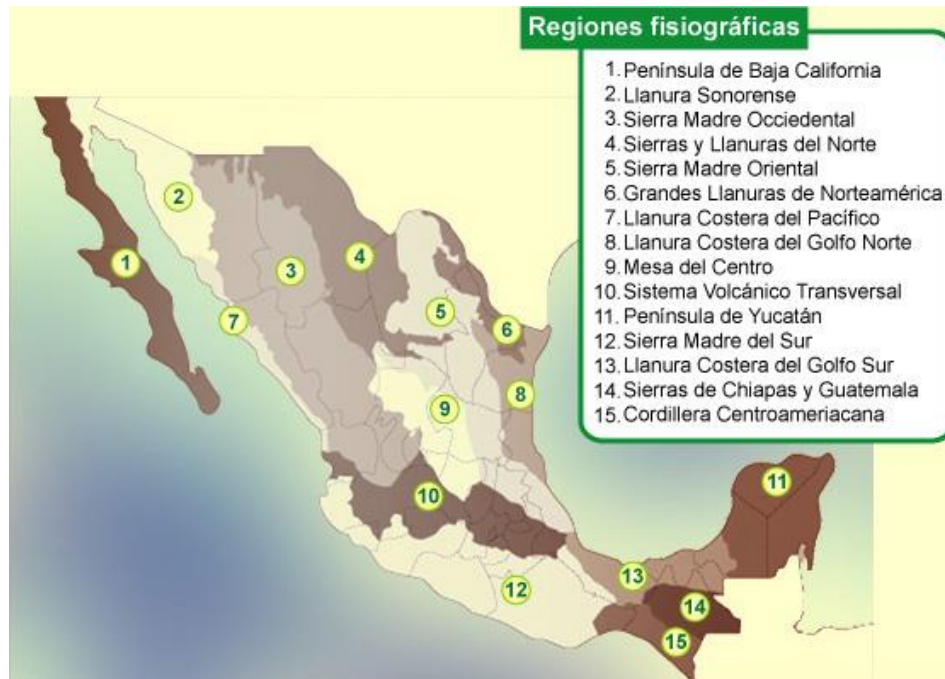 Regiones fisiográficas
1. Península de Baja California
2. Llanura Sonorense
3. Sierra Madre Occiedental
4. Sierras y Llanuras del Norte
5. Sierra Madre Oriental
6. Grandes Llanuras de Norteamérica
7. Llanura Costera del Pacífico
8. Llanura Costera del Golfo Norte
9. Mesa del Centro
10. Sistema Volcánico Transversal
11. Península de Yucatán
12. Sierra Madre del Sur
13. Llanura Costera del Golfo Sur
14. Sierras de Chiapas y Guatemala
15. Cordillera Centroameriacana
2
4
1
3
5
7
6
8
9
11
10
13
12
14
15